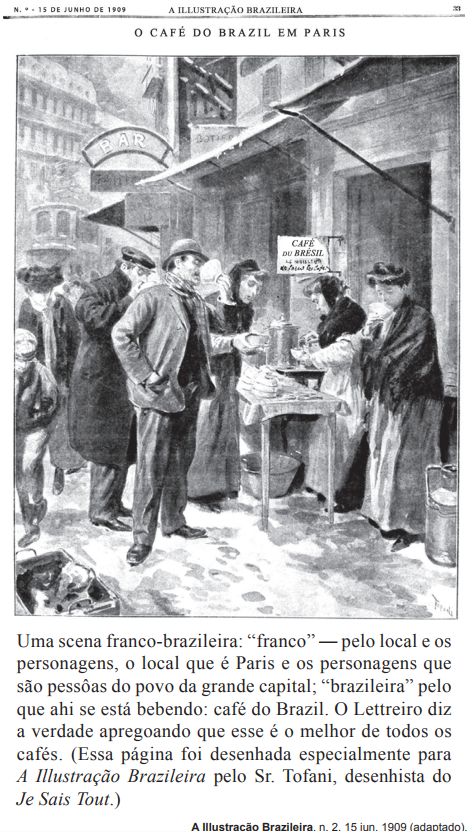 N. º - 15 DE JUNHO DE 1909 A ILLUSTRAÇÃO BRAZILEIRA 33
O CAFÉ DO BRAZIL EM PARIS
BAR
CAFÉ
DU BRÉSIL
Uma scena franco-brazileira: “franco” — pelo local e os
personagens, o local que é Paris e os personagens que
são pessôas do povo da grande capital; “brazileira” pelo
que ahi se está bebendo: café do Brazil. O Lettreiro diz
a verdade apregoando que esse é o melhor de todos os
cafés. (Essa página foi desenhada especialmente para
A Illustração Brazileira pelo Sr. Tofani, desenhista do
Je Sais Tout.)
A Illustração Brazileira, n. 2, 15 jun. 1909 (adaptado).